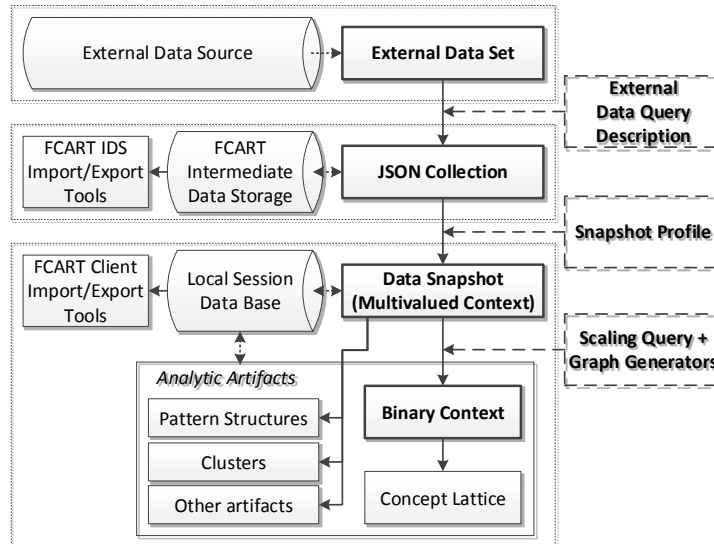 External Data Source
External Data Set
External
Data Query
Description
FCART IDS
Import/Export
Tools
FCART
Intermediate
Data Storage
JSON Collection
Snapshot Profile
FCART Client
Import/Export
Tools
Local Session
Data Base
Data Snapshot
(Multivalued Context)
Scaling Query +
Graph Generators
Analytic Artifacts
Pattern Structures
Clusters
Other artifacts
Binary Context
Concept Lattice